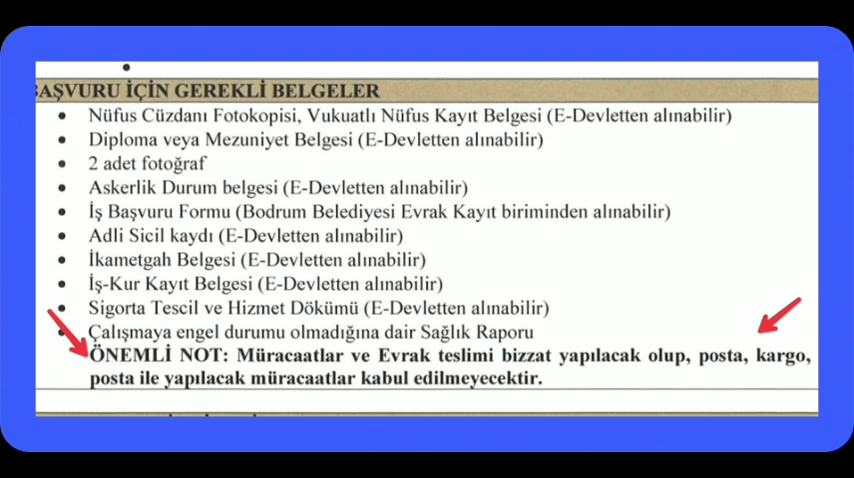 BAŞVURU İÇİN GEREKLİ BELGELER
• Nüfus Cüzdanı Fotokopisi, Vukuatlı Nüfus Kayıt Belgesi (E-Devletten alınabilir)
• Diploma veya Mezuniyet Belgesi (E-Devletten alınabilir)
• 2 adet fotoğraf
• Askerlik Durum belgesi (E-Devletten alınabilir)
• İş Başvuru Formu (Bodrum Belediyesi Evrak Kayıt biriminden alınabilir)
• Adli Sicil kaydı (E-Devletten alınabilir)
• İkametgah Belgesi (E-Devletten alınabilir)
• İş-Kur Kayıt Belgesi (E-Devletten alınabilir)
• Sigorta Tescil ve Hizmet Dökümü (E-Devletten alınabilir)
• Çalışmaya engel durumu olmadığına dair Sağlık Raporu
ÖNEMLİ NOT: Müracaatlar ve Evrak teslimi bizzat yapılacak olup, posta, kargo,
posta ile yapılacak müracaatlar kabul edilmeyecektir.